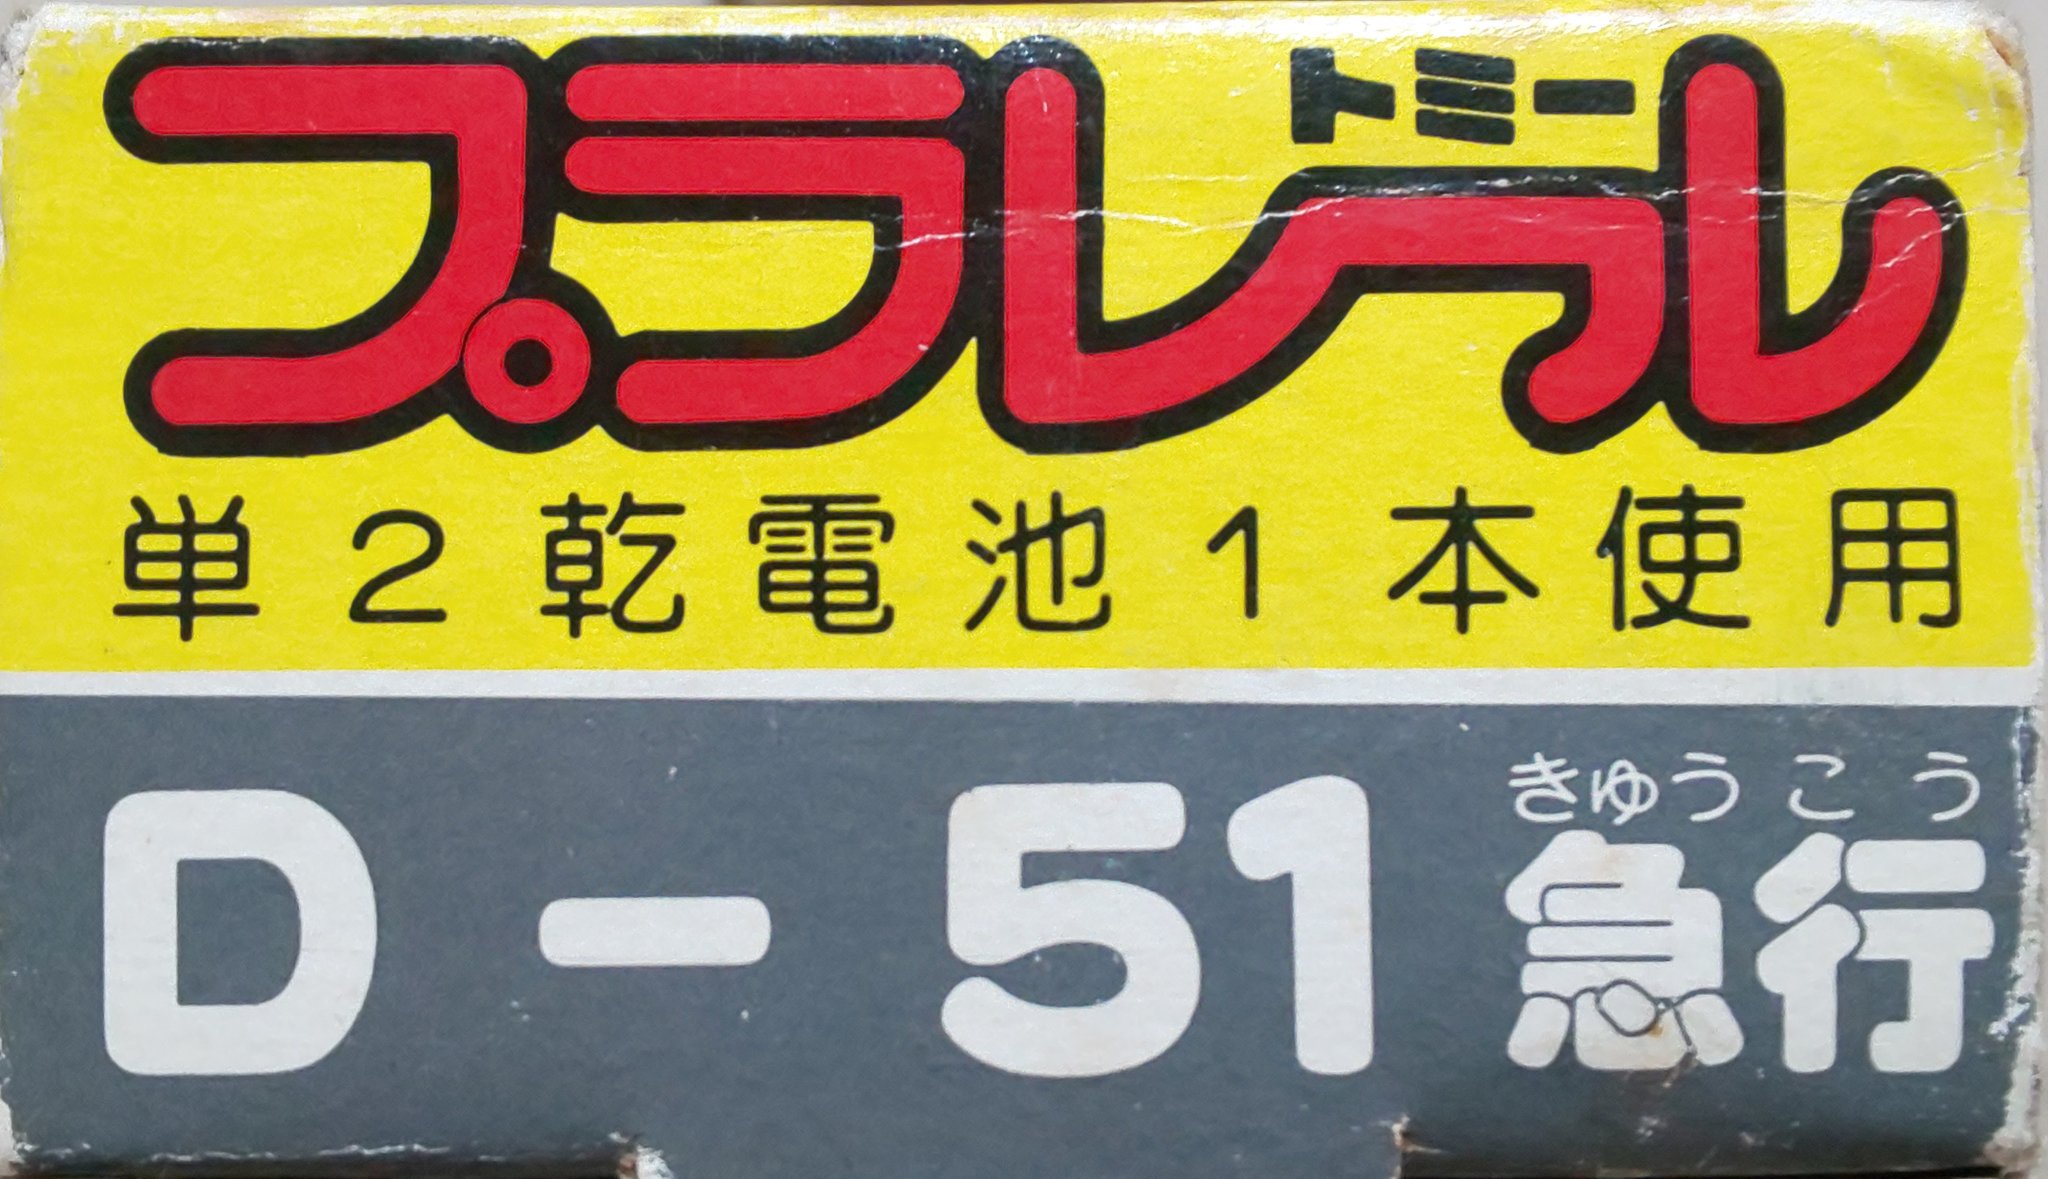 トミー
プラレール
単2乾電池1本使用
きゅうこう
D-51急行